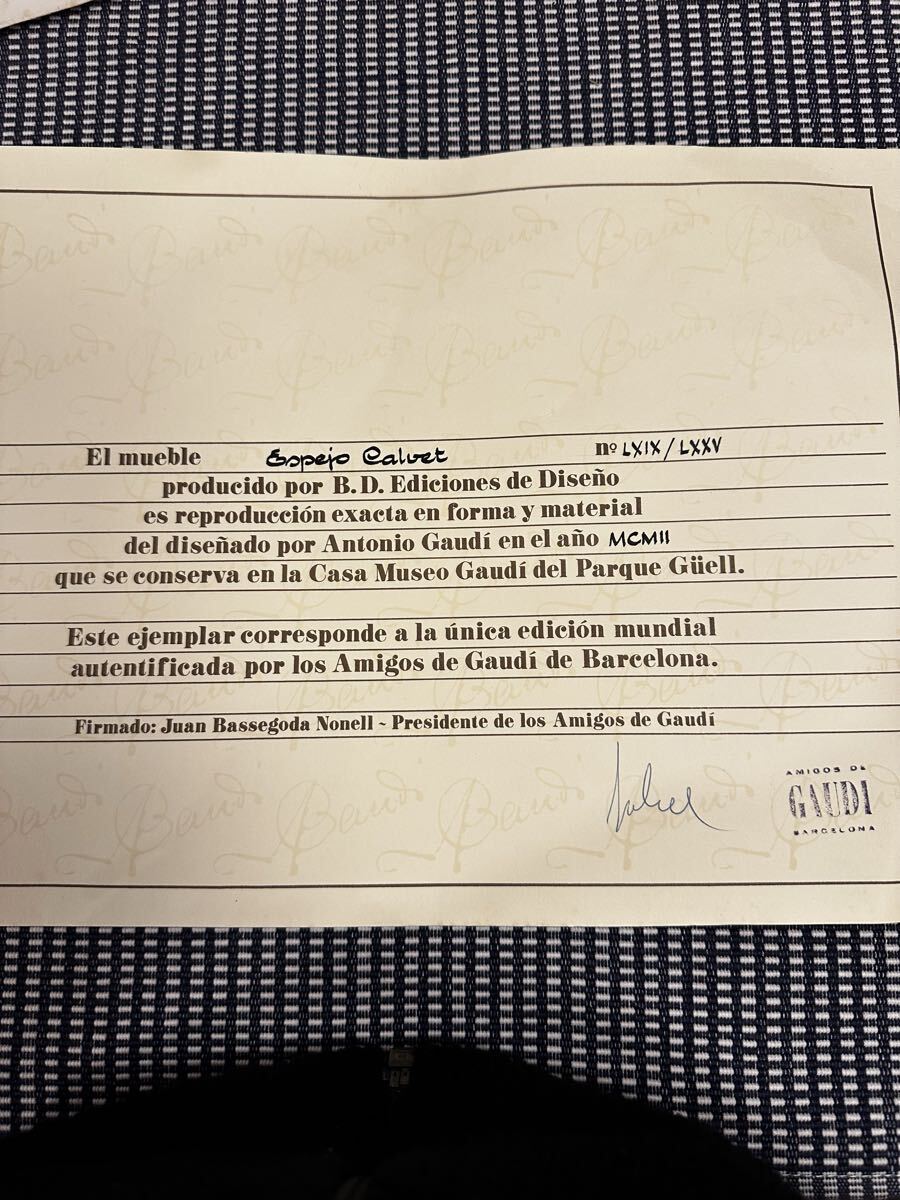 El mueble Espejo Calvet nº LXIX/LXXV
producido por B.D. Ediciones de Diseño
es reproducción exacta en forma y material
del diseñado por Antonio Gaudí en el año MCMII
que se conserva en la Casa Museo Gaudí del Parque Güell.
Este ejemplar corresponde a la única edición mundial
autentificada por los Amigos de Gaudí de Barcelona.
Firmado: Juan Bassegoda Nonell - Presidente de los Amigos de Gaudí
AMIGOS DE
GAUDI
BARCELONA